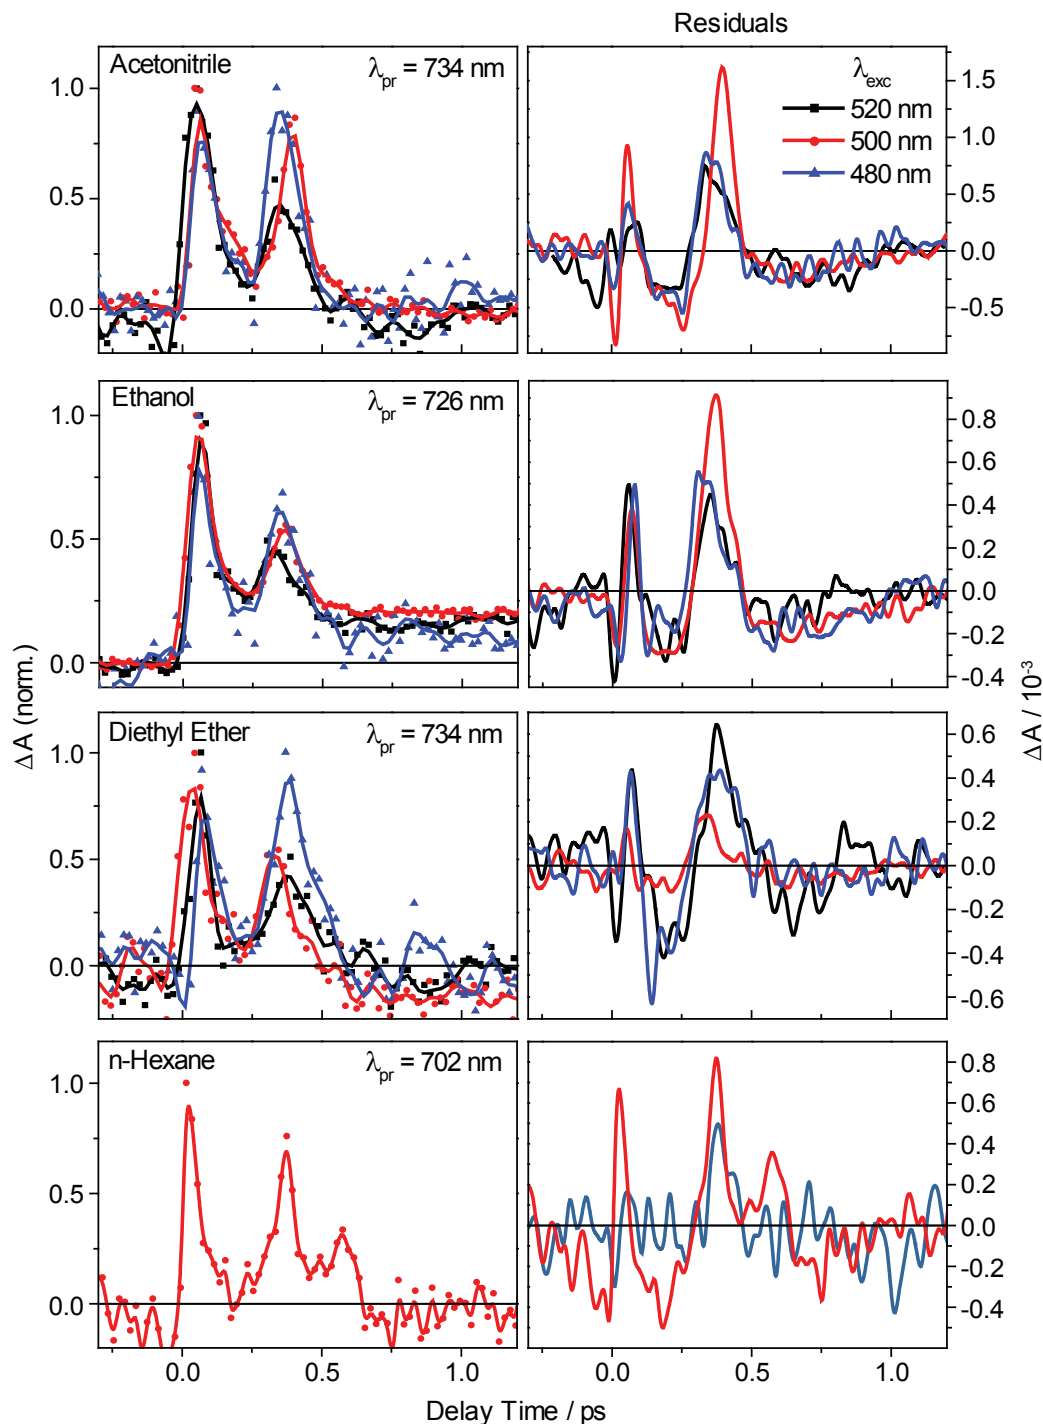 Residuals
Acetonitrile
λpr = 734 nm
λexc
520 nm
500 nm
480 nm
1.0
0.5
0.0
1.5
1.0
0.5
0.0
-0.5
Ethanol
λpr = 726 nm
1.0
0.5
0.0
0.8
0.6
0.4
0.2
0.0
-0.2
-0.4
Diethyl Ether
λpr = 734 nm
1.0
0.5
0.0
0.6
0.4
0.2
0.0
-0.2
-0.4
-0.6
n-Hexane
λpr = 702 nm
1.0
0.5
0.0
0.8
0.6
0.4
0.2
0.0
-0.2
-0.4
ΔA (norm.)
ΔA / 10-3
0.0 0.5 1.0 0.0 0.5 1.0
Delay Time / ps